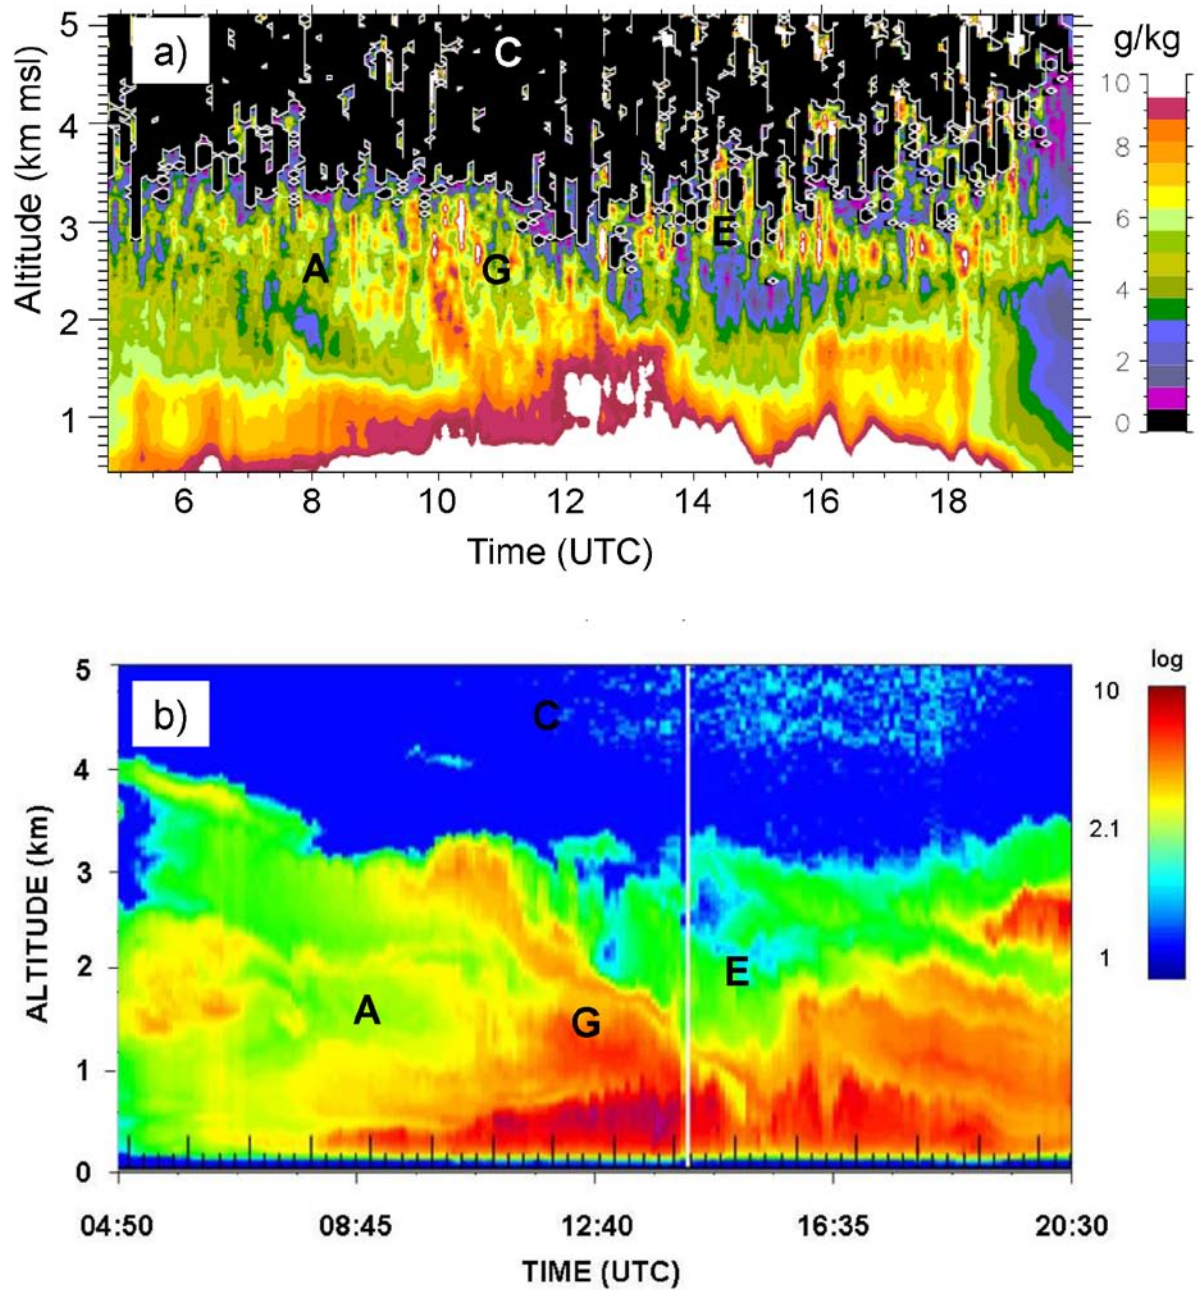 a)
C
A
G
E
5
4
3
2
1
Altitude (km msl)
6 8 10 12 14 16 18
Time (UTC)
g/kg
10
8
6
4
2
0
b)
C
A
G
E
5
4
3
2
1
0
ALTITUDE (km)
04:50 08:45 12:40 16:35 20:30
TIME (UTC)
log
10
2.1
1